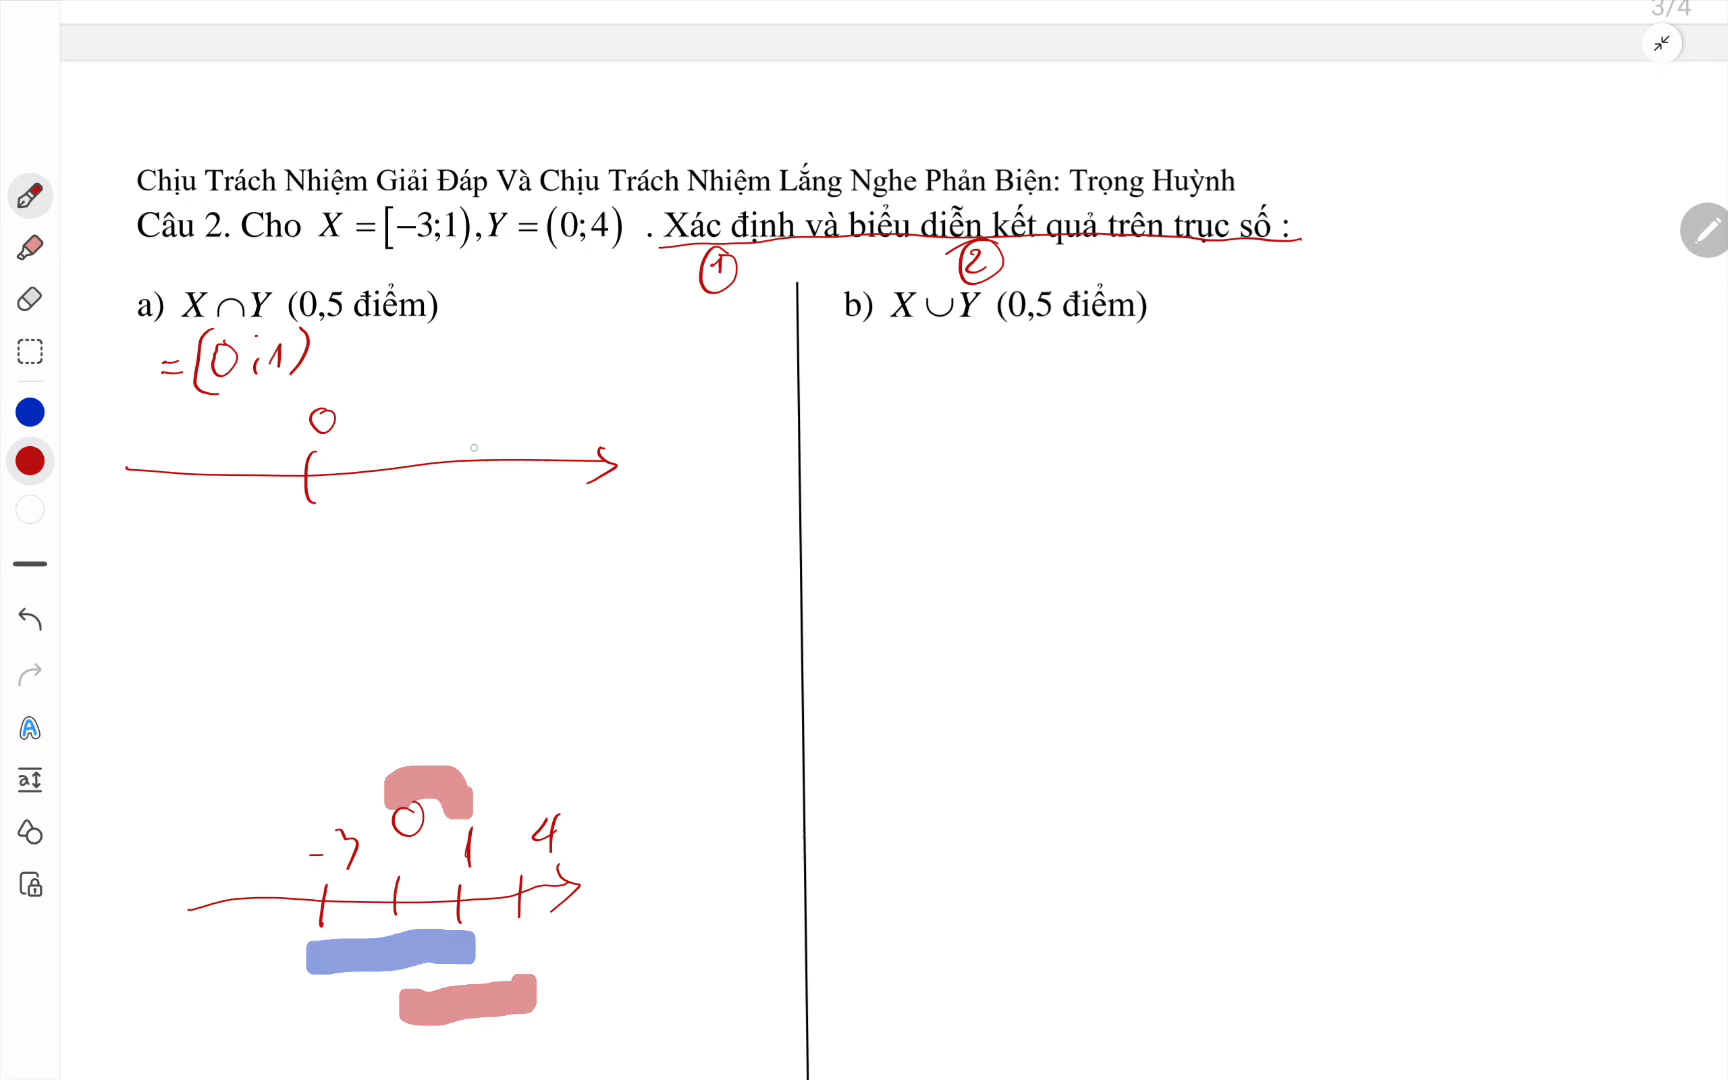 3/4
Chịu Trách Nhiệm Giải Đáp Và Chịu Trách Nhiệm Lắng Nghe Phản Biện: Trọng Huỳnh
Câu 2. Cho X = [−3;1), Y = (0;4) . Xác định và biểu diễn kết quả trên trục số :
1 2
a) X ∩ Y (0,5 điểm)
= (0;1)
0
b) X ∪ Y (0,5 điểm)
-3 0 1 4
A
a